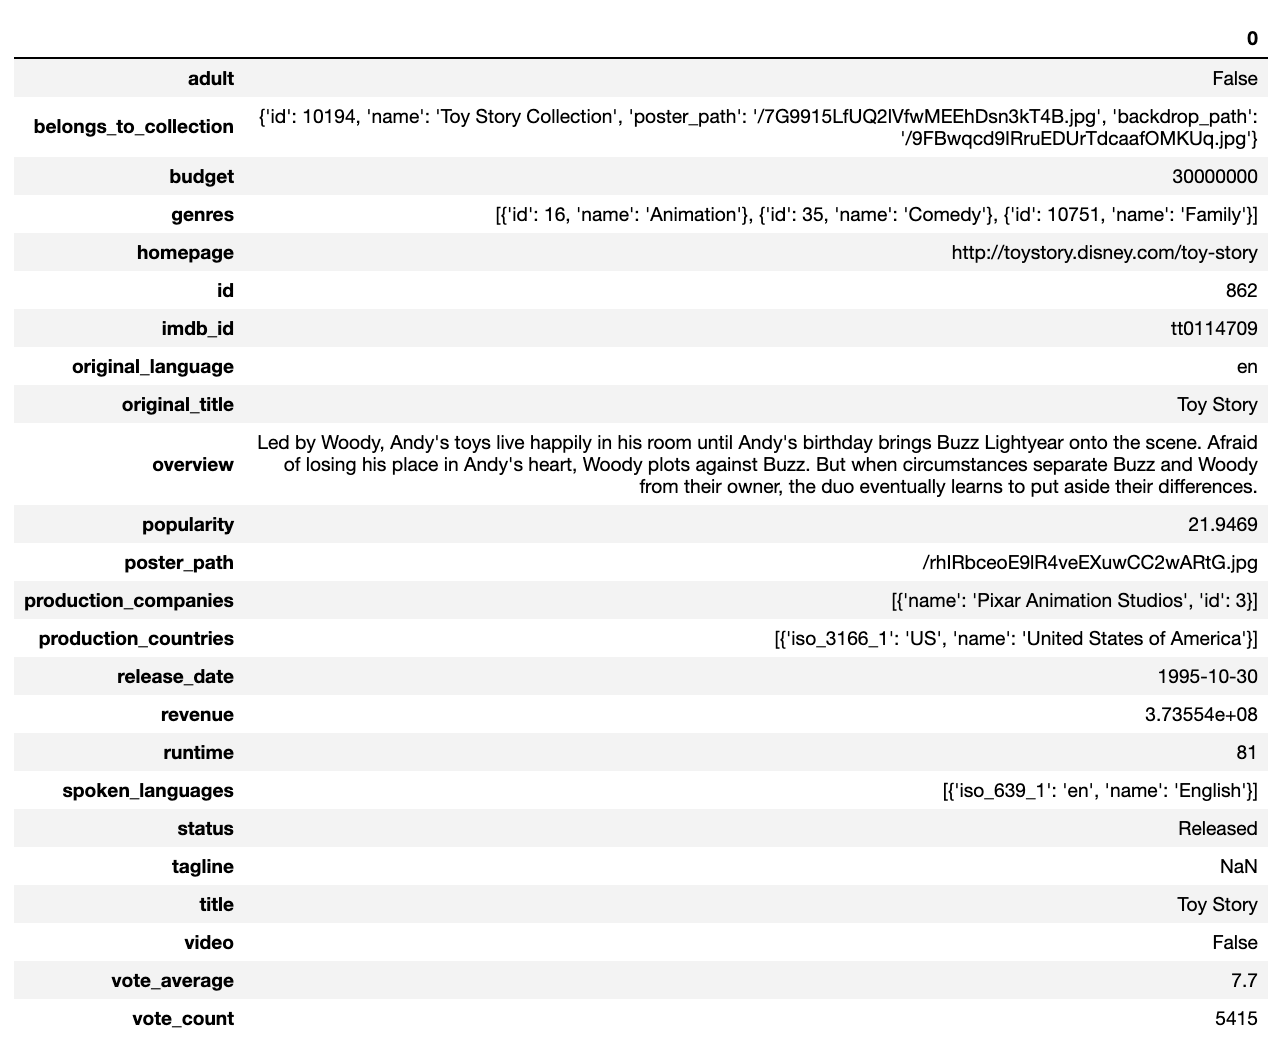 0
adult False
belongs_to_collection {'id': 10194, 'name': 'Toy Story Collection', 'poster_path': '/7G9915LfUQ2lVfwMEEhDsn3kT4B.jpg', 'backdrop_path':
'/9FBwqcd9IRruEDUrTdcaafOMKUq.jpg'}
budget 30000000
genres [{'id': 16, 'name': 'Animation'}, {'id': 35, 'name': 'Comedy'}, {'id': 10751, 'name': 'Family'}]
homepage http://toystory.disney.com/toy-story
id 862
imdb_id tt0114709
original_language en
original_title Toy Story
overview Led by Woody, Andy's toys live happily in his room until Andy's birthday brings Buzz Lightyear onto the scene. Afraid
of losing his place in Andy's heart, Woody plots against Buzz. But when circumstances separate Buzz and Woody
from their owner, the duo eventually learns to put aside their differences.
popularity 21.9469
poster_path /rhIRbceoE9lR4veEXuwCC2wARtG.jpg
production_companies [{'name': 'Pixar Animation Studios', 'id': 3}]
production_countries [{'iso_3166_1': 'US', 'name': 'United States of America'}]
release_date 1995-10-30
revenue 3.73554e+08
runtime 81
spoken_languages [{'iso_639_1': 'en', 'name': 'English'}]
status Released
tagline NaN
title Toy Story
video False
vote_average 7.7
vote_count 5415